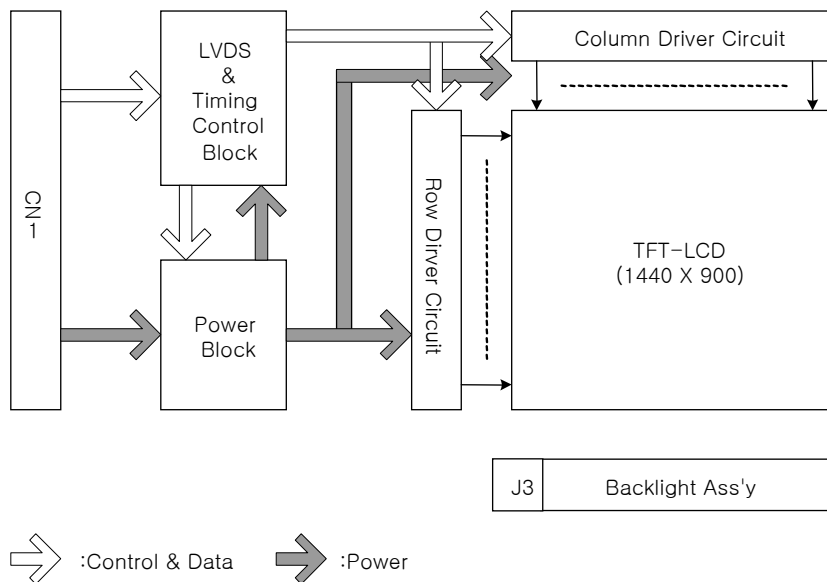 LVDS
&
Timing
Control
Block
Column Driver Circuit
CN1
Row Dirver Circuit
TFT-LCD
(1440 X 900)
Power
Block
J3
Backlight Ass'y
:Control & Data
:Power